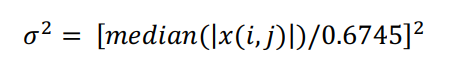 σ² = [median(|x(i,j)|)/0.6745]²